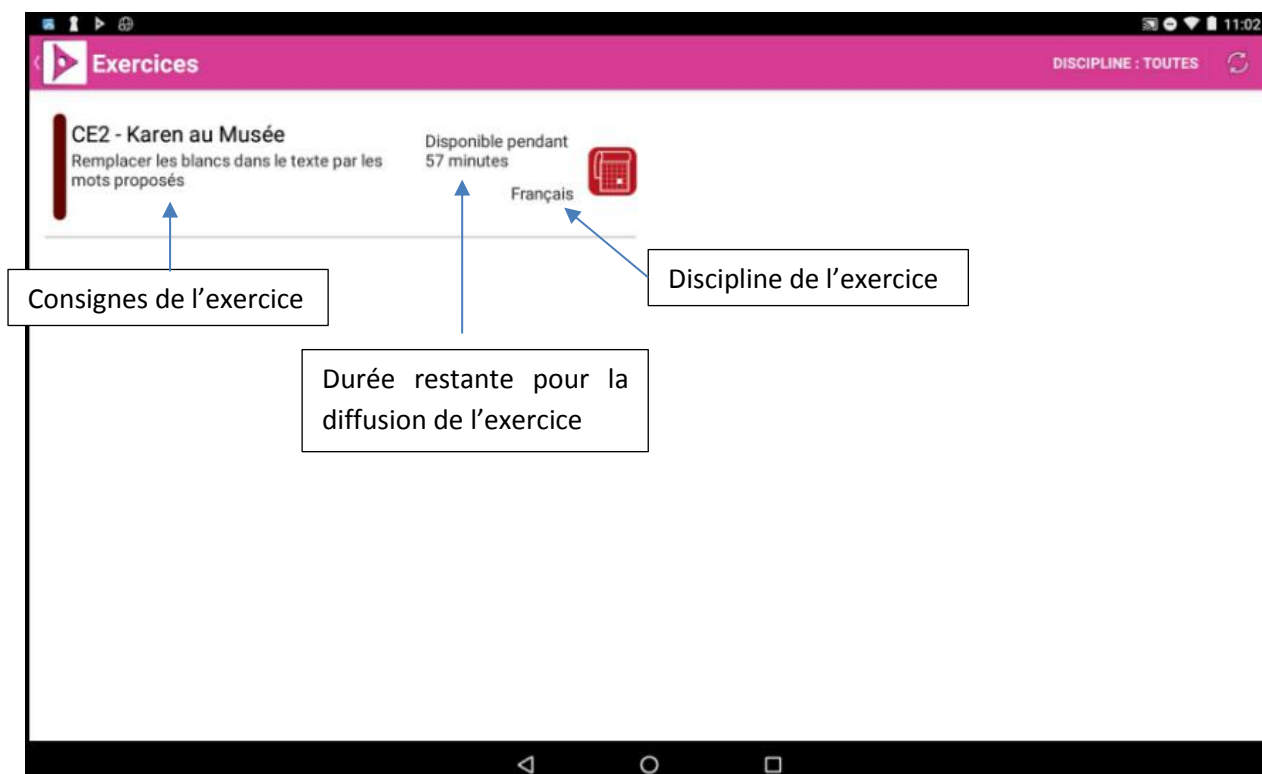 11:02
Exercices
DISCIPLINE : TOUTES
CE2 - Karen au Musée
Remplacer les blancs dans le texte par les
mots proposés
Disponible pendant
57 minutes
Français
Consignes de l’exercice
Discipline de l’exercice
Durée restante pour la
diffusion de l’exercice